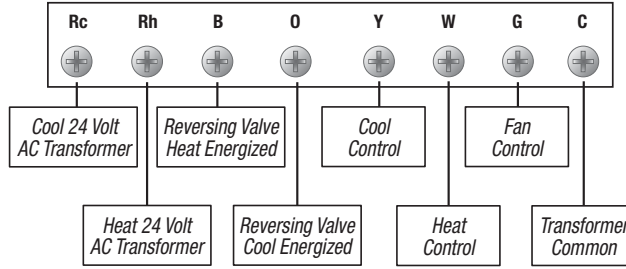 Rc Rh B O Y W G C
Cool 24 Volt
AC Transformer
Reversing Valve
Heat Energized
Cool
Control
Fan
Control
Heat 24 Volt
AC Transformer
Reversing Valve
Cool Energized
Heat
Control
Transformer
Common